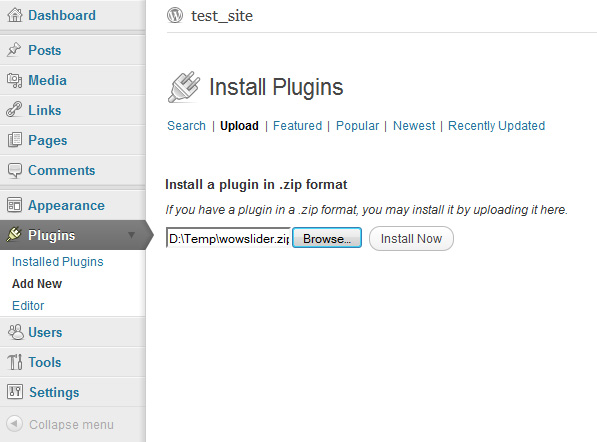 Dashboard
Posts
Media
Links
Pages
Comments
Appearance
Plugins
Installed Plugins
Add New
Editor
Users
Tools
Settings
Collapse menu
test_site
Install Plugins
Search | Upload | Featured | Popular | Newest | Recently Updated
Install a plugin in .zip format
If you have a plugin in a .zip format, you may install it by uploading it here.
D:\Temp\wowslider.zip Browse... Install Now